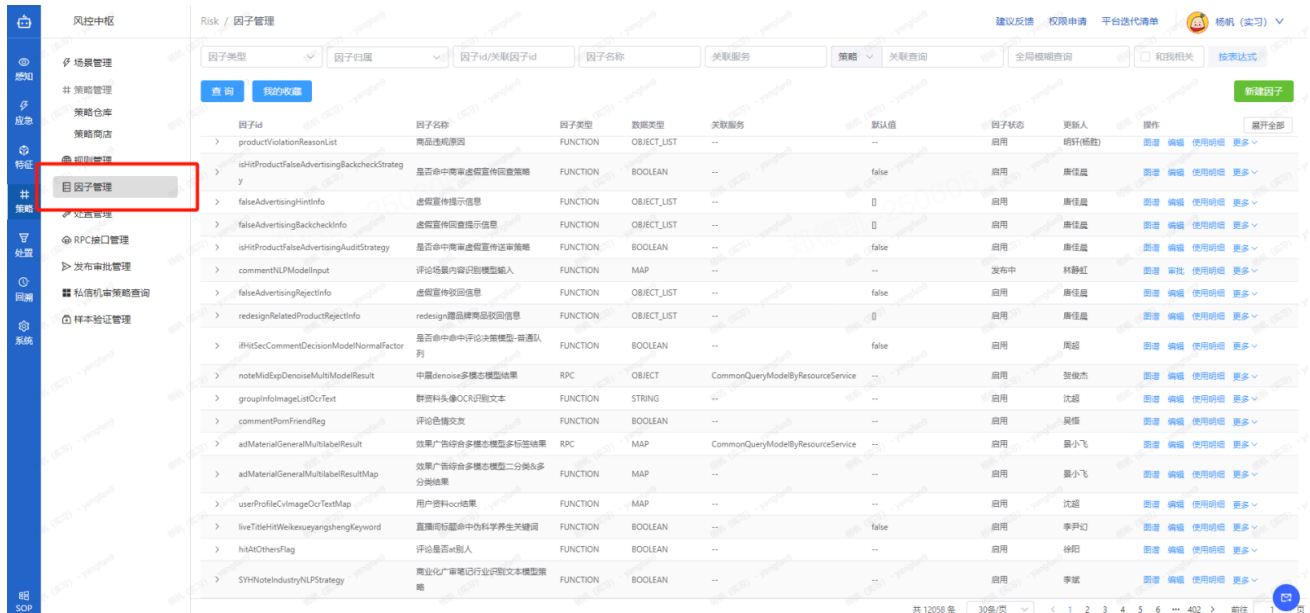 风控中枢
Risk / 因子管理
建议反馈 权限申请 平台迭代清单 杨帆 (实习)
感知
应急
特征
策略
处置
回溯
系统
SOP
场景管理
策略管理
策略仓库
策略商店
规则管理
因子管理
处置管理
RPC接口管理
发布审批管理
私信机审策略查询
样本验证管理
因子类型 因子归属 因子id/关联因子id 因子名称 关联服务 策略 关联查询 全局模糊查询 和我相关 按表达式
查 询 我的收藏 新建因子
因子id 因子名称 因子类型 数据类型 关联服务 默认值 因子状态 更新人 操作 展开全部
productViolationReasonList 商品违规原因 FUNCTION OBJECT_LIST -- -- 启用 明轩(杨胜) 图谱 编辑 使用明细 更多
isHitProductFalseAdvertisingBackcheckStrateg
y 是否命中商审虚假宣传回查策略 FUNCTION BOOLEAN -- false 启用 唐佳晨 图谱 编辑 使用明细 更多
falseAdvertisingHintInfo 虚假宣传提示信息 FUNCTION OBJECT_LIST -- [] 启用 唐佳晨 图谱 编辑 使用明细 更多
falseAdvertisingBackcheckInfo 虚假宣传回查提示信息 FUNCTION OBJECT_LIST -- [] 启用 唐佳晨 图谱 编辑 使用明细 更多
isHitProductFalseAdvertisingAuditStrategy 是否命中商审虚假宣传送审策略 FUNCTION BOOLEAN -- false 启用 唐佳晨 图谱 编辑 使用明细 更多
commentNLPModelInput 评论场景内容识别模型输入 FUNCTION MAP -- -- 发布中 林静虹 图谱 审批 使用明细 更多
falseAdvertisingRejectInfo 虚假宣传驳回信息 FUNCTION OBJECT_LIST -- false 启用 唐佳晨 图谱 编辑 使用明细 更多
redesignRelatedProductRejectInfo redesign蹭品牌商品驳回信息 FUNCTION OBJECT_LIST -- [] 启用 唐佳晨 图谱 编辑 使用明细 更多
ifHitSecCommentDecisionModelNormalFactor 是否命中命中评论决策模型-普通队
列 FUNCTION BOOLEAN -- false 启用 周超 图谱 编辑 使用明细 更多
noteMidExpDenoiseMultiModelResult 中展denoise多模态模型结果 RPC OBJECT CommonQueryModelByResourceService -- 启用 贺俊杰 图谱 编辑 使用明细 更多
groupInfoImageListOcrText 群资料头像OCR识别文本 FUNCTION STRING -- -- 启用 沈超 图谱 编辑 使用明细 更多
commentPornFriendReg 评论色情交友 FUNCTION BOOLEAN -- -- 启用 图谱 编辑 使用明细 更多
adMaterialGeneralMultilabelResult 效果广告综合多模态模型多标签结果 RPC MAP CommonQueryModelByResourceService -- 启用 小飞 图谱 编辑 使用明细 更多
adMaterialGeneralMultilabelResultMap 效果广告综合多模态模型二分类&多
分类结果 FUNCTION MAP -- -- 启用 小飞 图谱 编辑 使用明细 更多
userProfileCvImageOcrTextMap 用户资料ocr结果 FUNCTION MAP -- -- 启用 沈超 图谱 编辑 使用明细 更多
liveTitleHitWeikexueyangshengKeyword 直播间标题命中伪科学养生关键词 FUNCTION BOOLEAN -- false 启用 李尹幻 图谱 编辑 使用明细 更多
hitAtOthersFlag 评论是否at别人 FUNCTION BOOLEAN -- -- 启用 徐阳 图谱 编辑 使用明细 更多
SYHNoteIndustryNLPStrategy 商业化广审笔记行业识别文本模型策
略 FUNCTION BOOLEAN -- -- 启用 李斌 图谱 编辑 使用明细 更多
共 12058 条 30条/页 < 1 2 3 4 5 6 ··· 402 > 前往 1 页